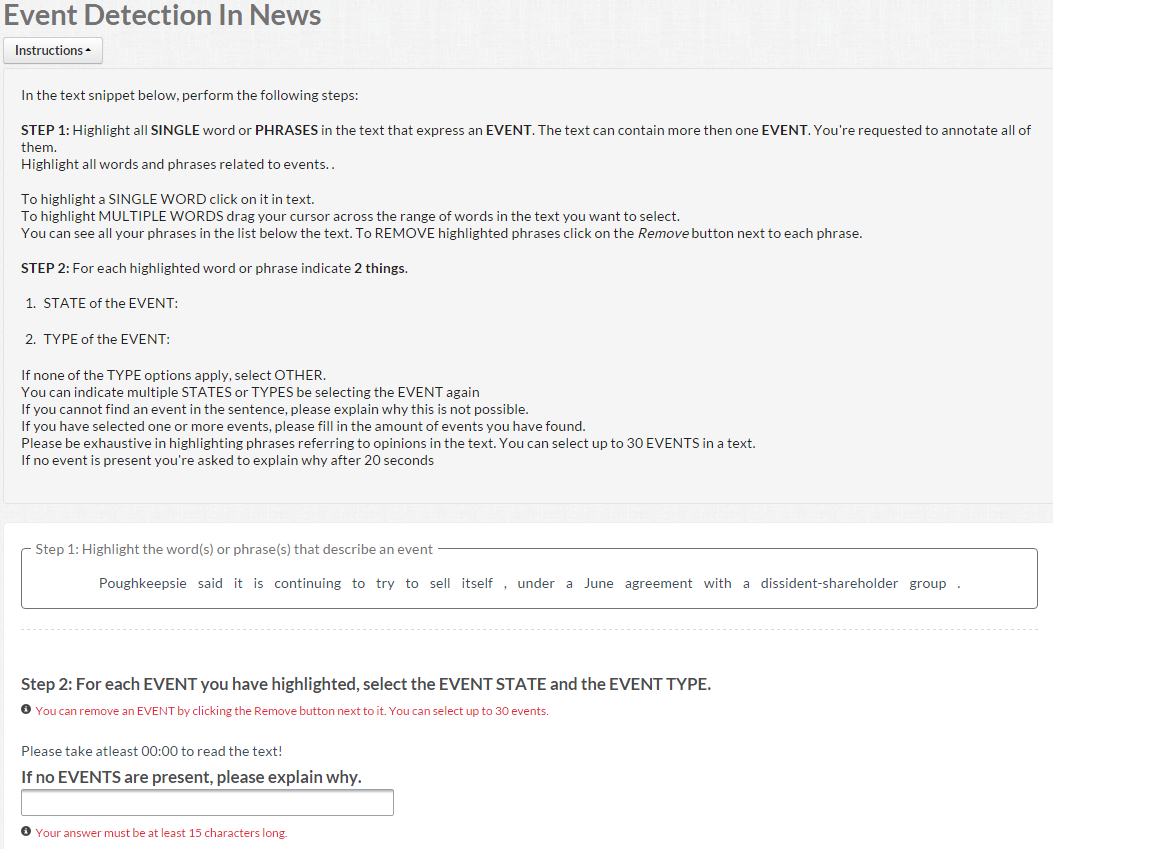 Event Detection In News
Instructions
In the text snippet below, perform the following steps:
STEP 1: Highlight all SINGLE word or PHRASES in the text that express an EVENT. The text can contain more then one EVENT. You're requested to annotate all of
them.
Highlight all words and phrases related to events. .
To highlight a SINGLE WORD click on it in text.
To highlight MULTIPLE WORDS drag your cursor across the range of words in the text you want to select.
You can see all your phrases in the list below the text. To REMOVE highlighted phrases click on the Remove button next to each phrase.
STEP 2: For each highlighted word or phrase indicate 2 things.
1. STATE of the EVENT:
2. TYPE of the EVENT:
If none of the TYPE options apply, select OTHER.
You can indicate multiple STATES or TYPES be selecting the EVENT again
If you cannot find an event in the sentence, please explain why this is not possible.
If you have selected one or more events, please fill in the amount of events you have found.
Please be exhaustive in highlighting phrases referring to opinions in the text. You can select up to 30 EVENTS in a text.
If no event is present you're asked to explain why after 20 seconds
Step 1: Highlight the word(s) or phrase(s) that describe an event
Poughkeepsie said it is continuing to try to sell itself , under a June agreement with a dissident-shareholder group .
Step 2: For each EVENT you have highlighted, select the EVENT STATE and the EVENT TYPE.
You can remove an EVENT by clicking the Remove button next to it. You can select up to 30 events.
Please take atleast 00:00 to read the text!
If no EVENTS are present, please explain why.
Your answer must be at least 15 characters long.